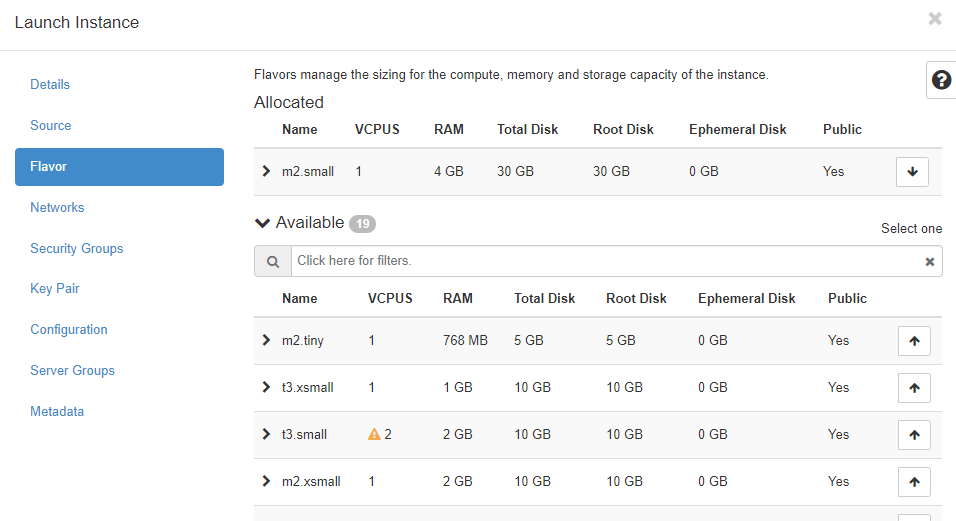 Launch Instance
Details
Source
Flavor
Networks
Security Groups
Key Pair
Configuration
Server Groups
Metadata
Flavors manage the sizing for the compute, memory and storage capacity of the instance.
Allocated
Name VCPUS RAM Total Disk Root Disk Ephemeral Disk Public
m2.small 1 4 GB 30 GB 30 GB 0 GB Yes
Available 19
Select one
Click here for filters.
Name VCPUS RAM Total Disk Root Disk Ephemeral Disk Public
m2.tiny 1 768 MB 5 GB 5 GB 0 GB Yes
t3.xsmall 1 1 GB 10 GB 10 GB 0 GB Yes
t3.small 2 2 GB 10 GB 10 GB 0 GB Yes
m2.xsmall 1 2 GB 10 GB 10 GB 0 GB Yes